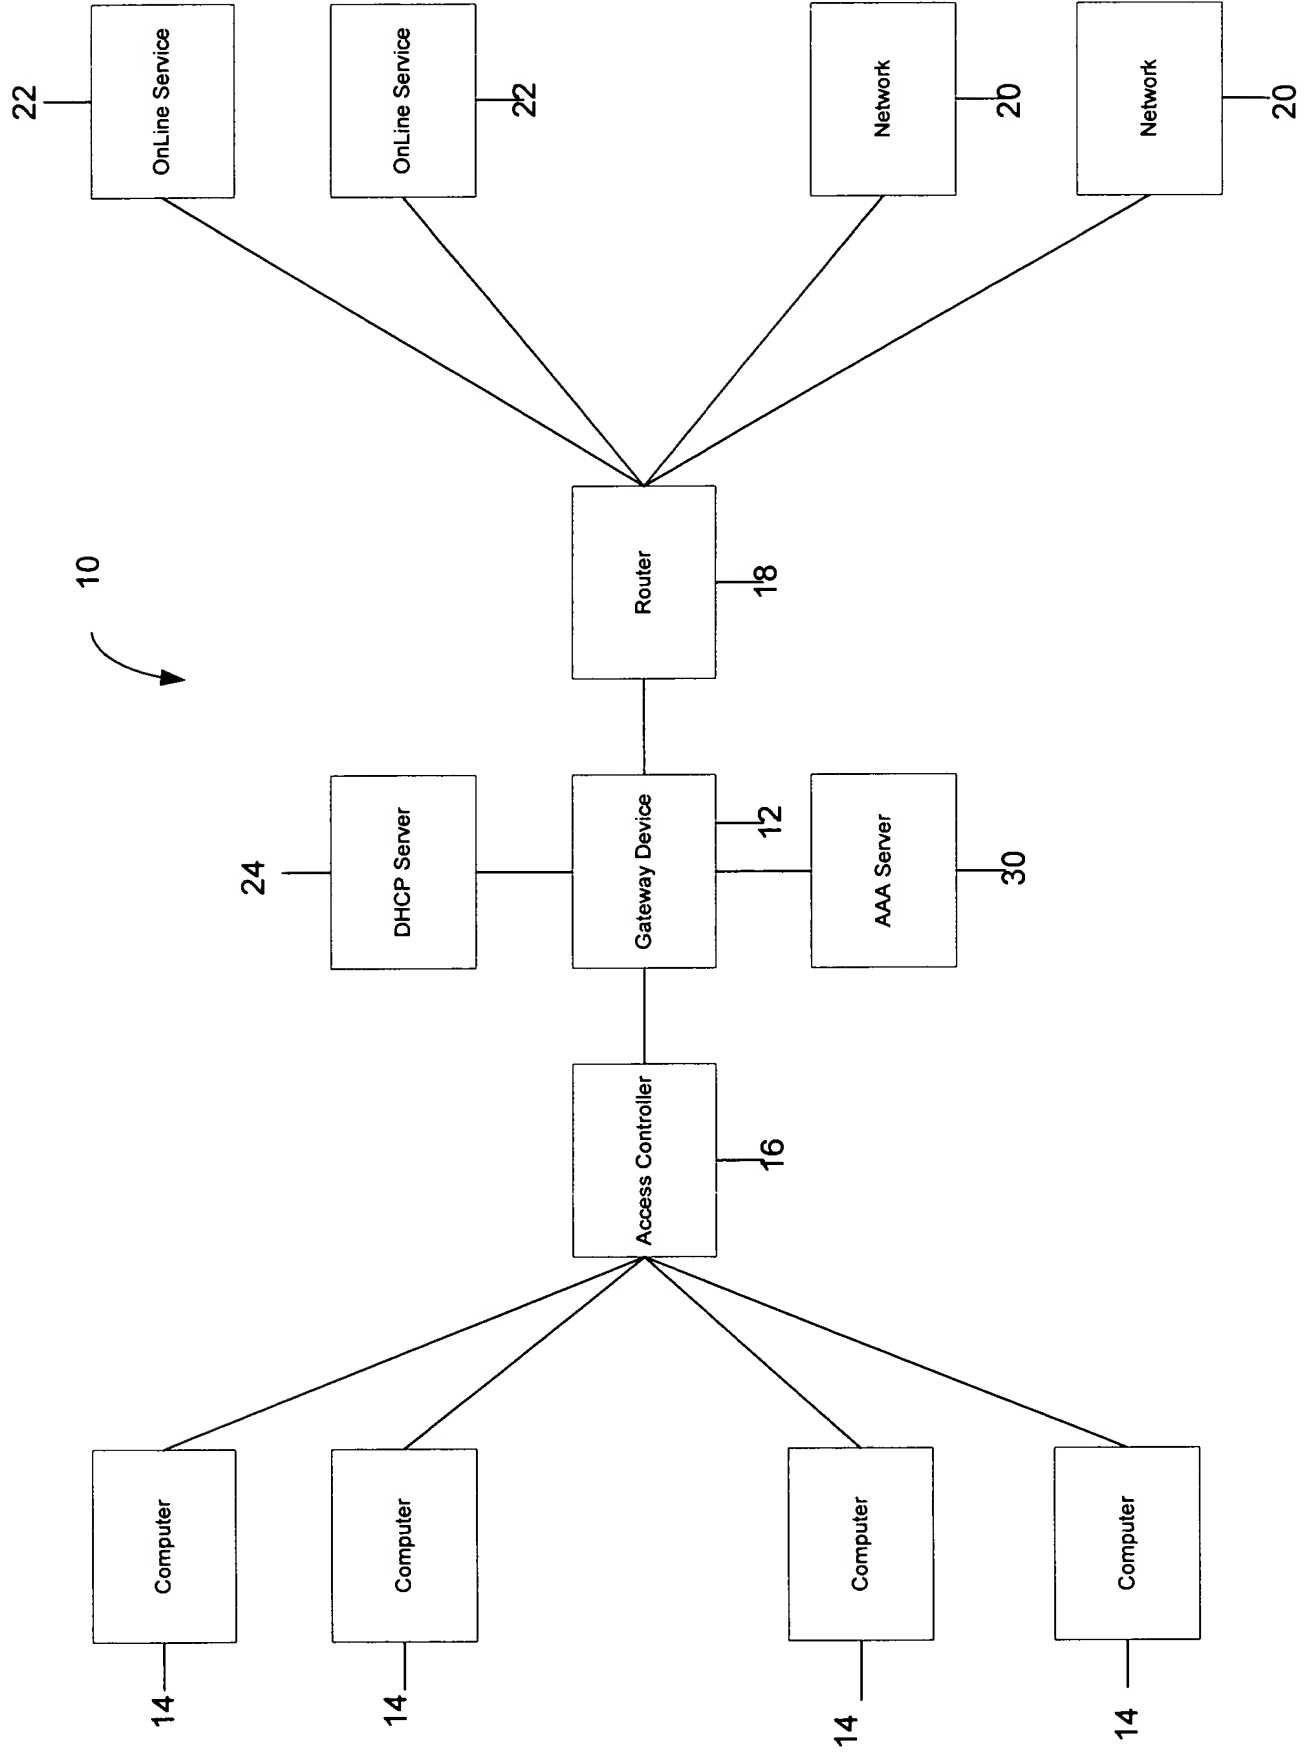 22
10
14
Computer
OnLine Service
24
14
Computer
DHCP Server
OnLine Service
22
Access Controller
Gateway Device
Router
16
12
18
14
Computer
AAA Server
Network
30
20
14
Computer
Network
20